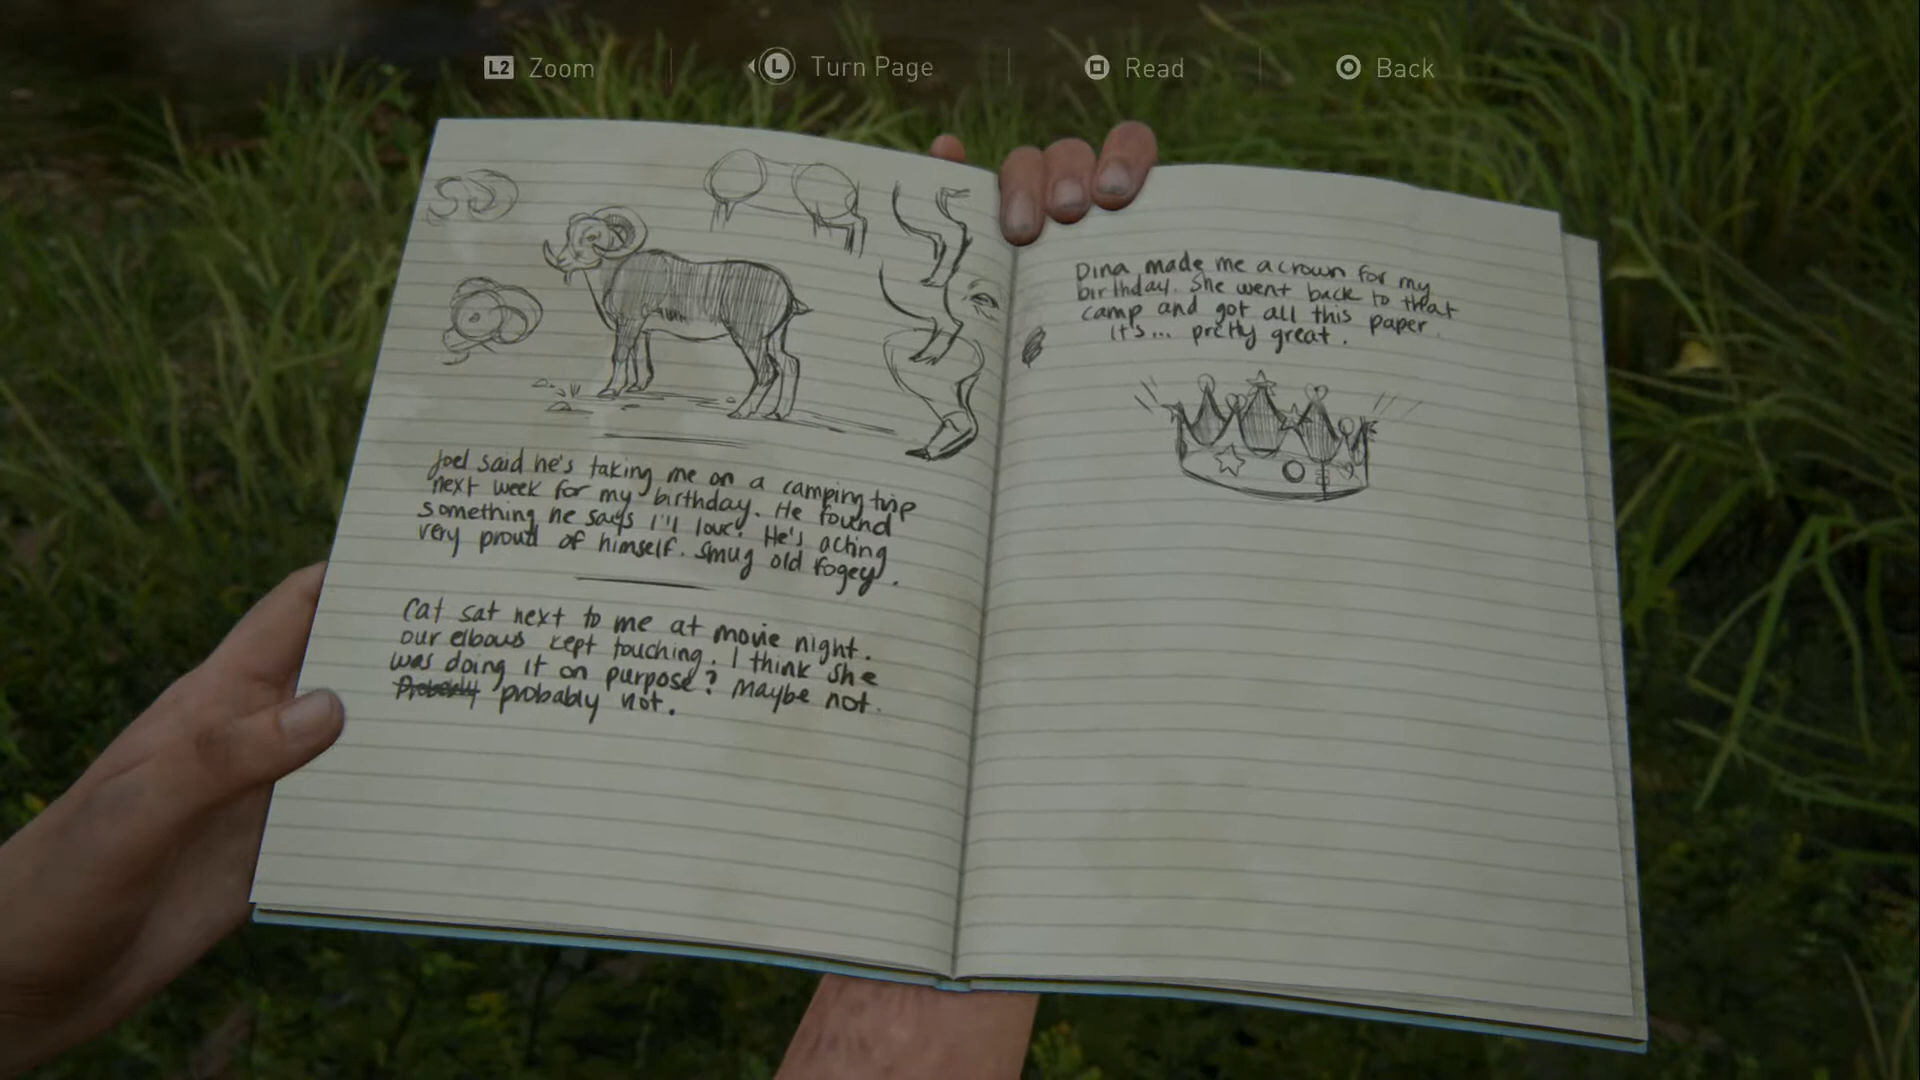 L2 Zoom
L Turn Page
Read
Back
Joel said he's taking me on a camping trip
next week for my birthday. He found
something he says I'll love. He's acting
very proud of himself. Smug old fogey.
Cat sat next to me at movie night.
our elbows kept touching. I think she
was doing it on purpose? Maybe not.
Probably probably not.
Dina made me a crown for my
birthday. She went back to that
camp and got all this paper.
It's... pretty great.